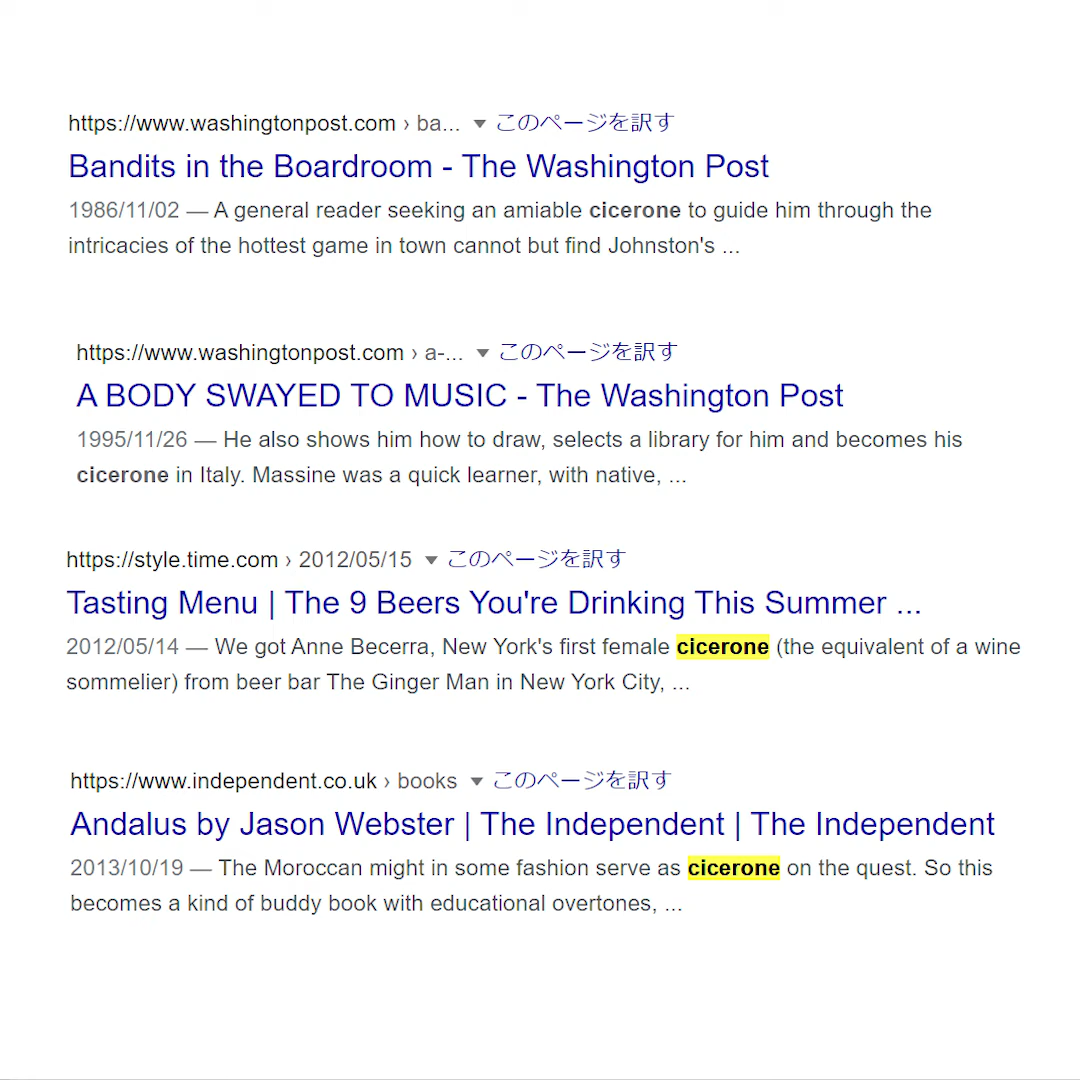 https://www.washingtonpost.com › ba... ▼ このページを訳す
Bandits in the Boardroom - The Washington Post
1986/11/02 — A general reader seeking an amiable cicerone to guide him through the
intricacies of the hottest game in town cannot but find Johnston's ...
https://www.washingtonpost.com › a-... ▼ このページを訳す
A BODY SWAYED TO MUSIC - The Washington Post
1995/11/26 — He also shows him how to draw, selects a library for him and becomes his
cicerone in Italy. Massine was a quick learner, with native, ...
https://style.time.com › 2012/05/15 ▼ このページを訳す
Tasting Menu | The 9 Beers You're Drinking This Summer ...
2012/05/14 — We got Anne Becerra, New York's first female cicerone (the equivalent of a wine
sommelier) from beer bar The Ginger Man in New York City, ...
https://www.independent.co.uk › books ▼ このページを訳す
Andalus by Jason Webster | The Independent | The Independent
2013/10/19 — The Moroccan might in some fashion serve as cicerone on the quest. So this
becomes a kind of buddy book with educational overtones, ...